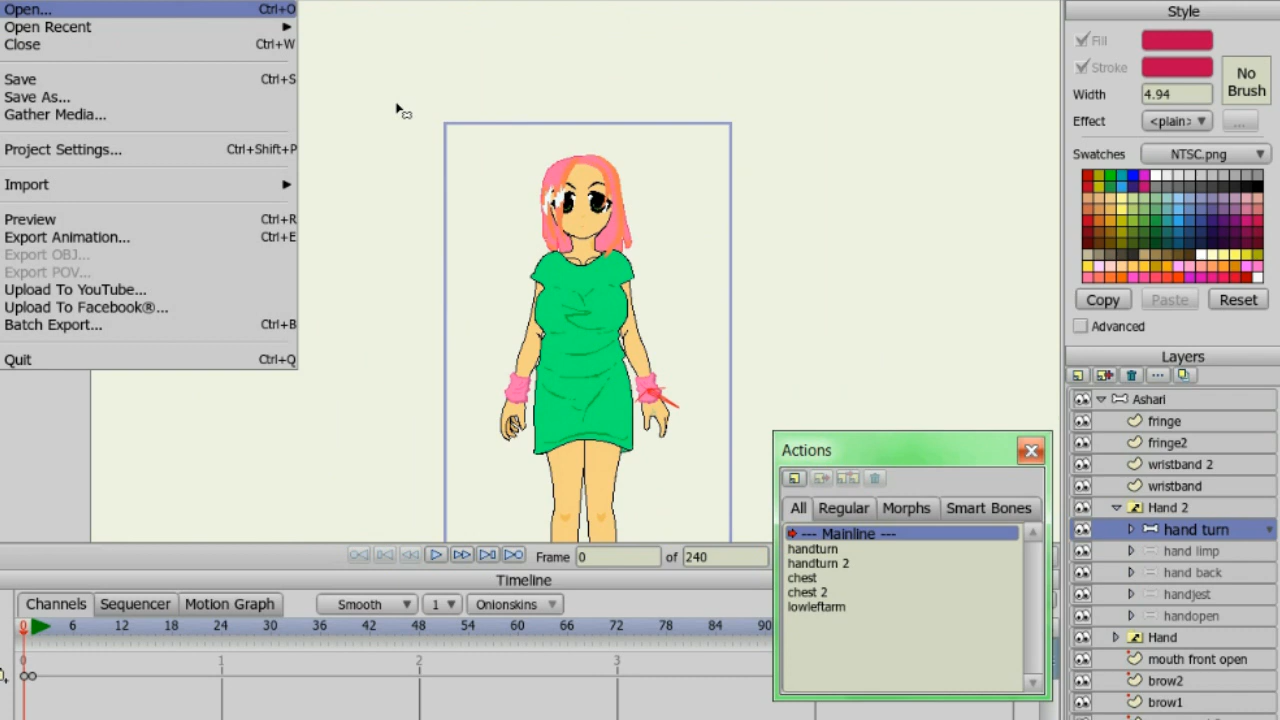 Open... Ctrl+O
Open Recent
Close Ctrl+W
Save Ctrl+S
Save As...
Gather Media...
Project Settings... Ctrl+Shift+P
Import
Preview Ctrl+R
Export Animation... Ctrl+E
Export OBJ...
Export POV...
Upload To YouTube...
Upload To Facebook®...
Batch Export... Ctrl+B
Quit Ctrl+Q
Style
Fill
Stroke
No
Brush
Width 4.94
Effect <plain>
Swatches NTSC.png
Copy Paste Reset
Advanced
Layers
Ashari
fringe
fringe2
wristband 2
wristband
Hand 2
hand turn
hand limp
hand back
handjest
handopen
Hand
mouth front open
brow2
brow1
Actions
All Regular Morphs Smart Bones
--- Mainline ---
handturn
handturn 2
chest
chest 2
lowleftarm
Frame 0 of 240
Timeline
Channels Sequencer Motion Graph Smooth 1 Onionskins
0 6 12 18 24 30 36 42 48 54 60 66 72 78 84 90
0 1 2 3